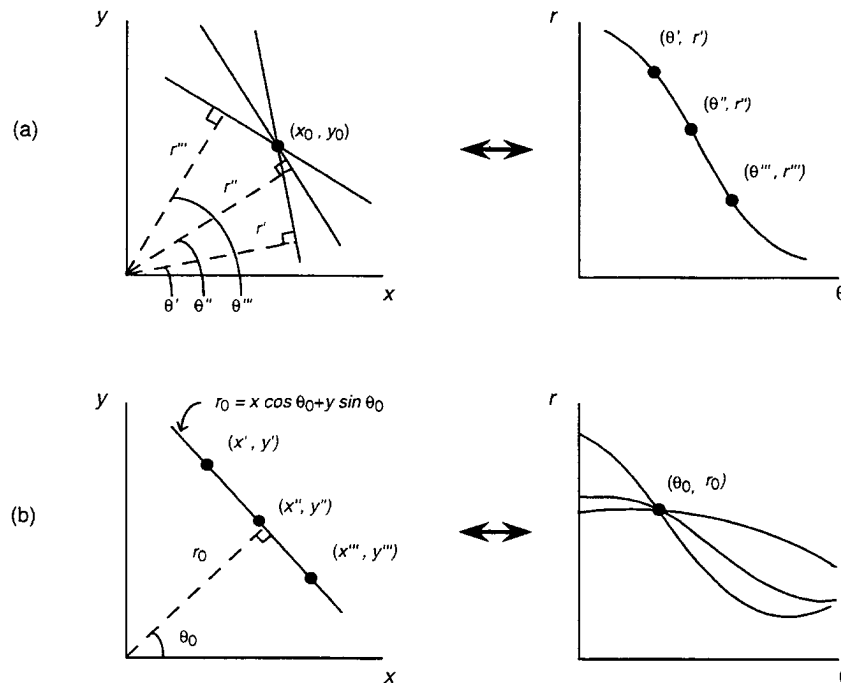 y
r
(a)
(x₀ , y₀)
r'''
r''
r'
θ' θ'' θ'''
x
(θ', r')
(θ'', r'')
(θ''', r''')
θ
y
r
(b)
r₀ = x cos θ₀+y sin θ₀
(x' , y')
(x'', y'')
(x''' , y''')
r₀
θ₀
x
(θ₀, r₀)